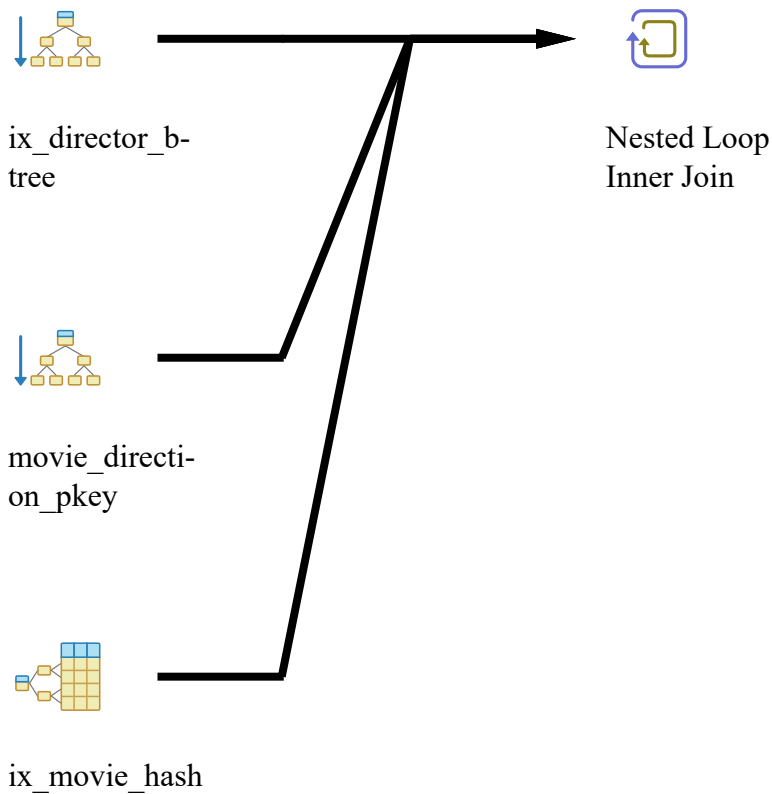 ix_director_b-
tree
Nested Loop
Inner Join
movie_directi-
on_pkey
ix_movie_hash